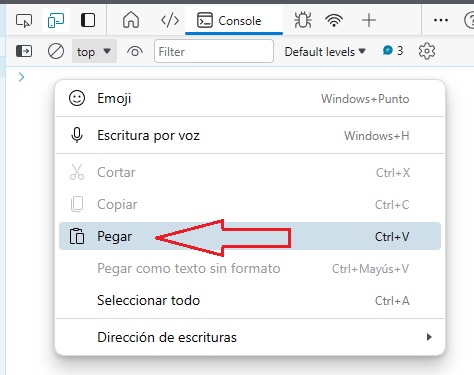 Console
top
Filter
Default levels
3
Emoji Windows+Punto
Escritura por voz Windows+H
Cortar Ctrl+X
Copiar Ctrl+C
Pegar Ctrl+V
Pegar como texto sin formato Ctrl+Mayús+V
Seleccionar todo Ctrl+A
Dirección de escrituras